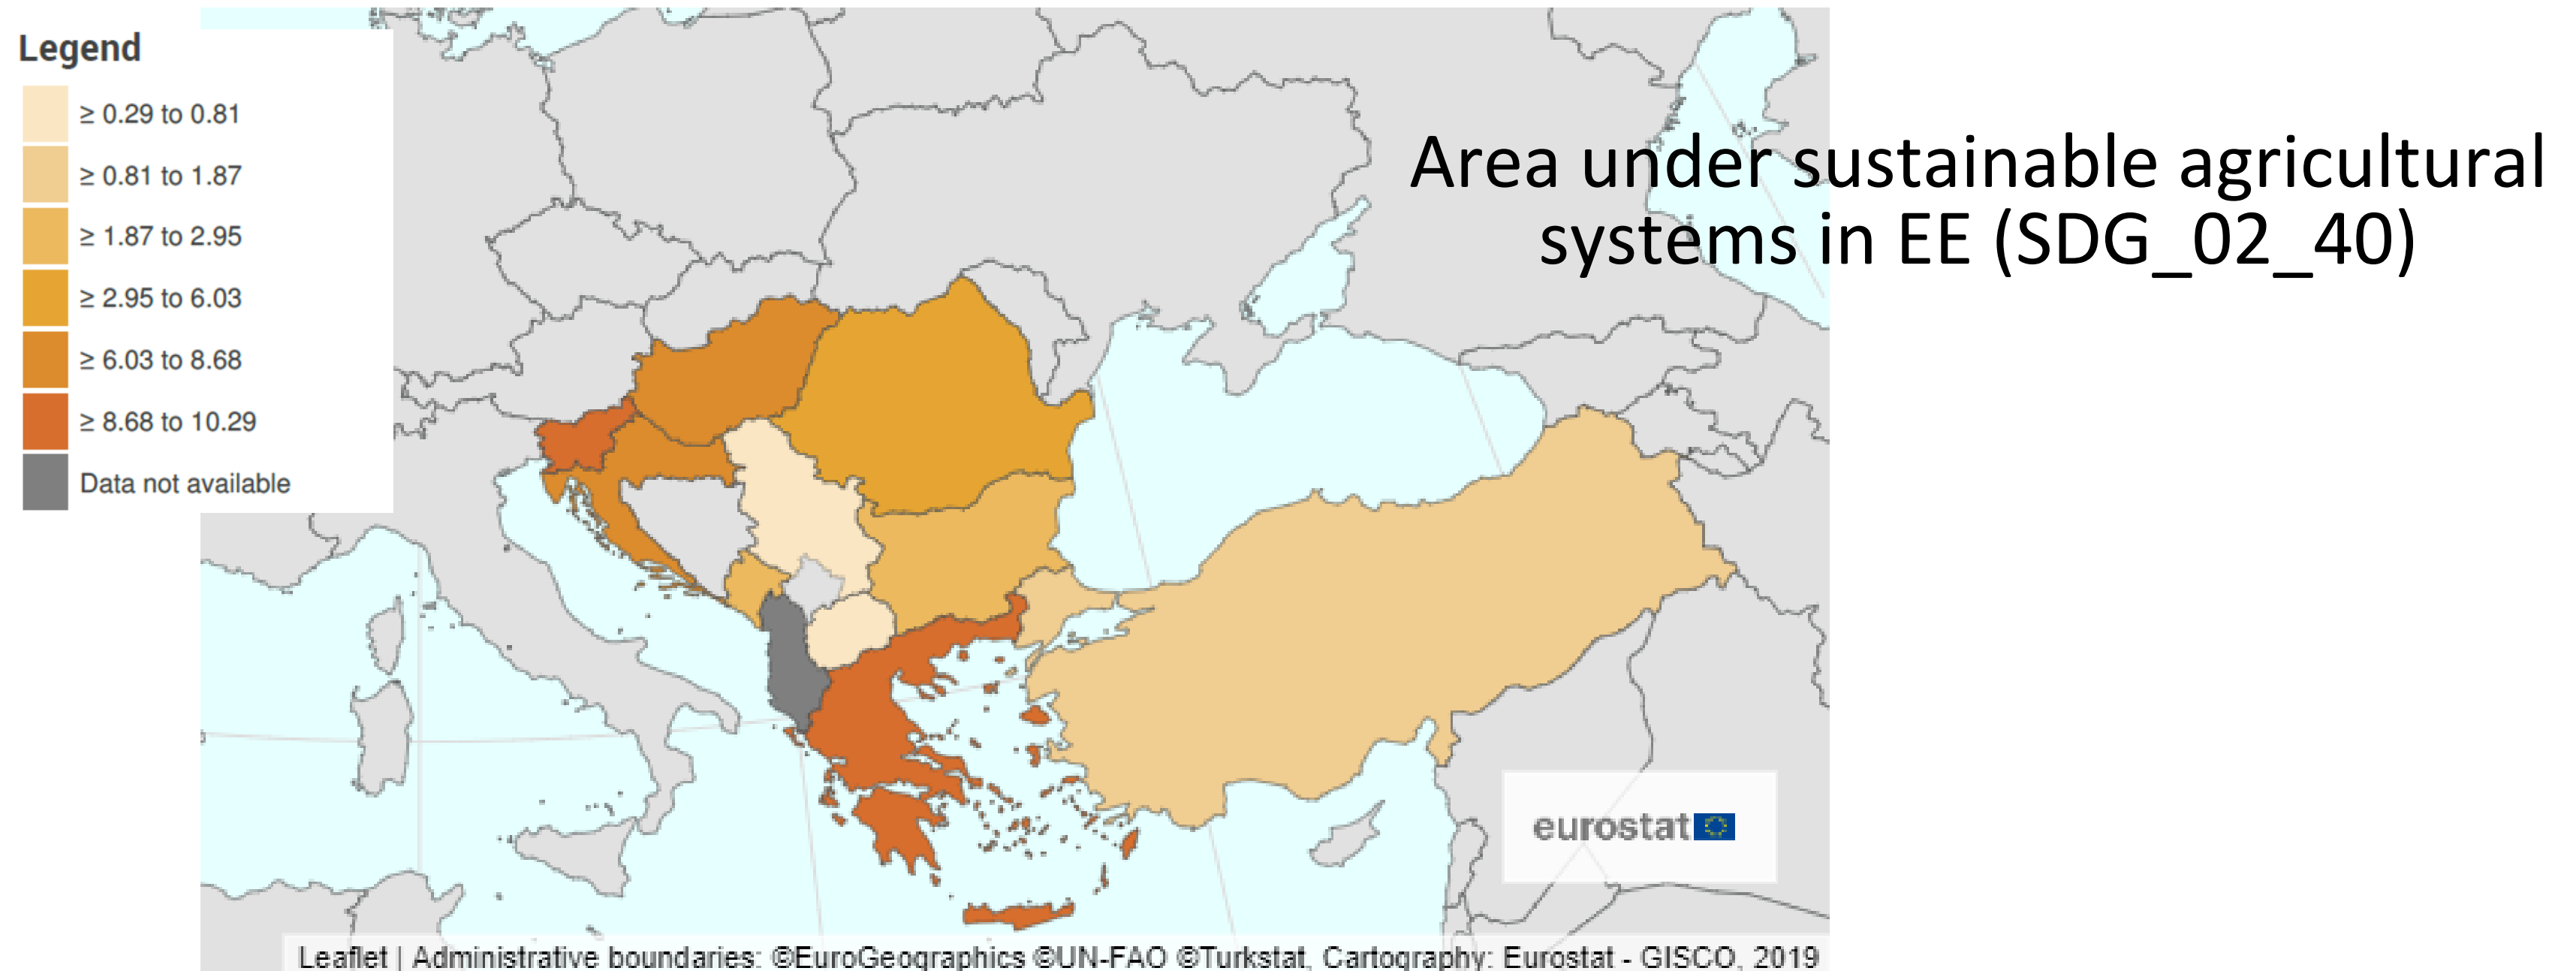 Legend
≥ 0.29 to 0.81
≥ 0.81 to 1.87
≥ 1.87 to 2.95
≥ 2.95 to 6.03
≥ 6.03 to 8.68
≥ 8.68 to 10.29
Data not available
Area under sustainable agricultural
systems in EE (SDG_02_40)
eurostat
Leaflet | Administrative boundaries: ©EuroGeographics ©UN-FAO ©Turkstat, Cartography: Eurostat - GISCO, 2019